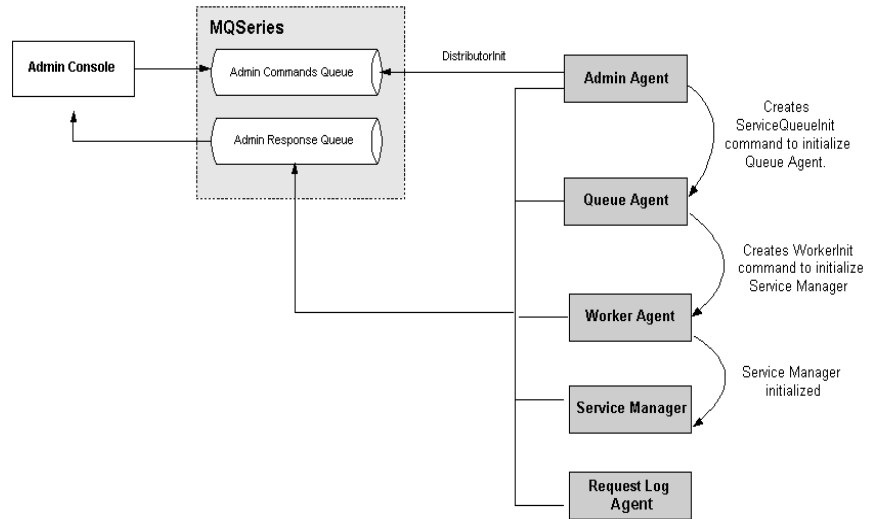 MQSeries
Admin Console
Admin Commands Queue
DistributorInit
Admin Agent
Admin Response Queue
Creates
ServiceQueueInit
command to initialize
Queue Agent.
Queue Agent
Creates WorkerInit
command to initialize
Service Manager
Worker Agent
Service Manager
initialized
Service Manager
Request Log
Agent